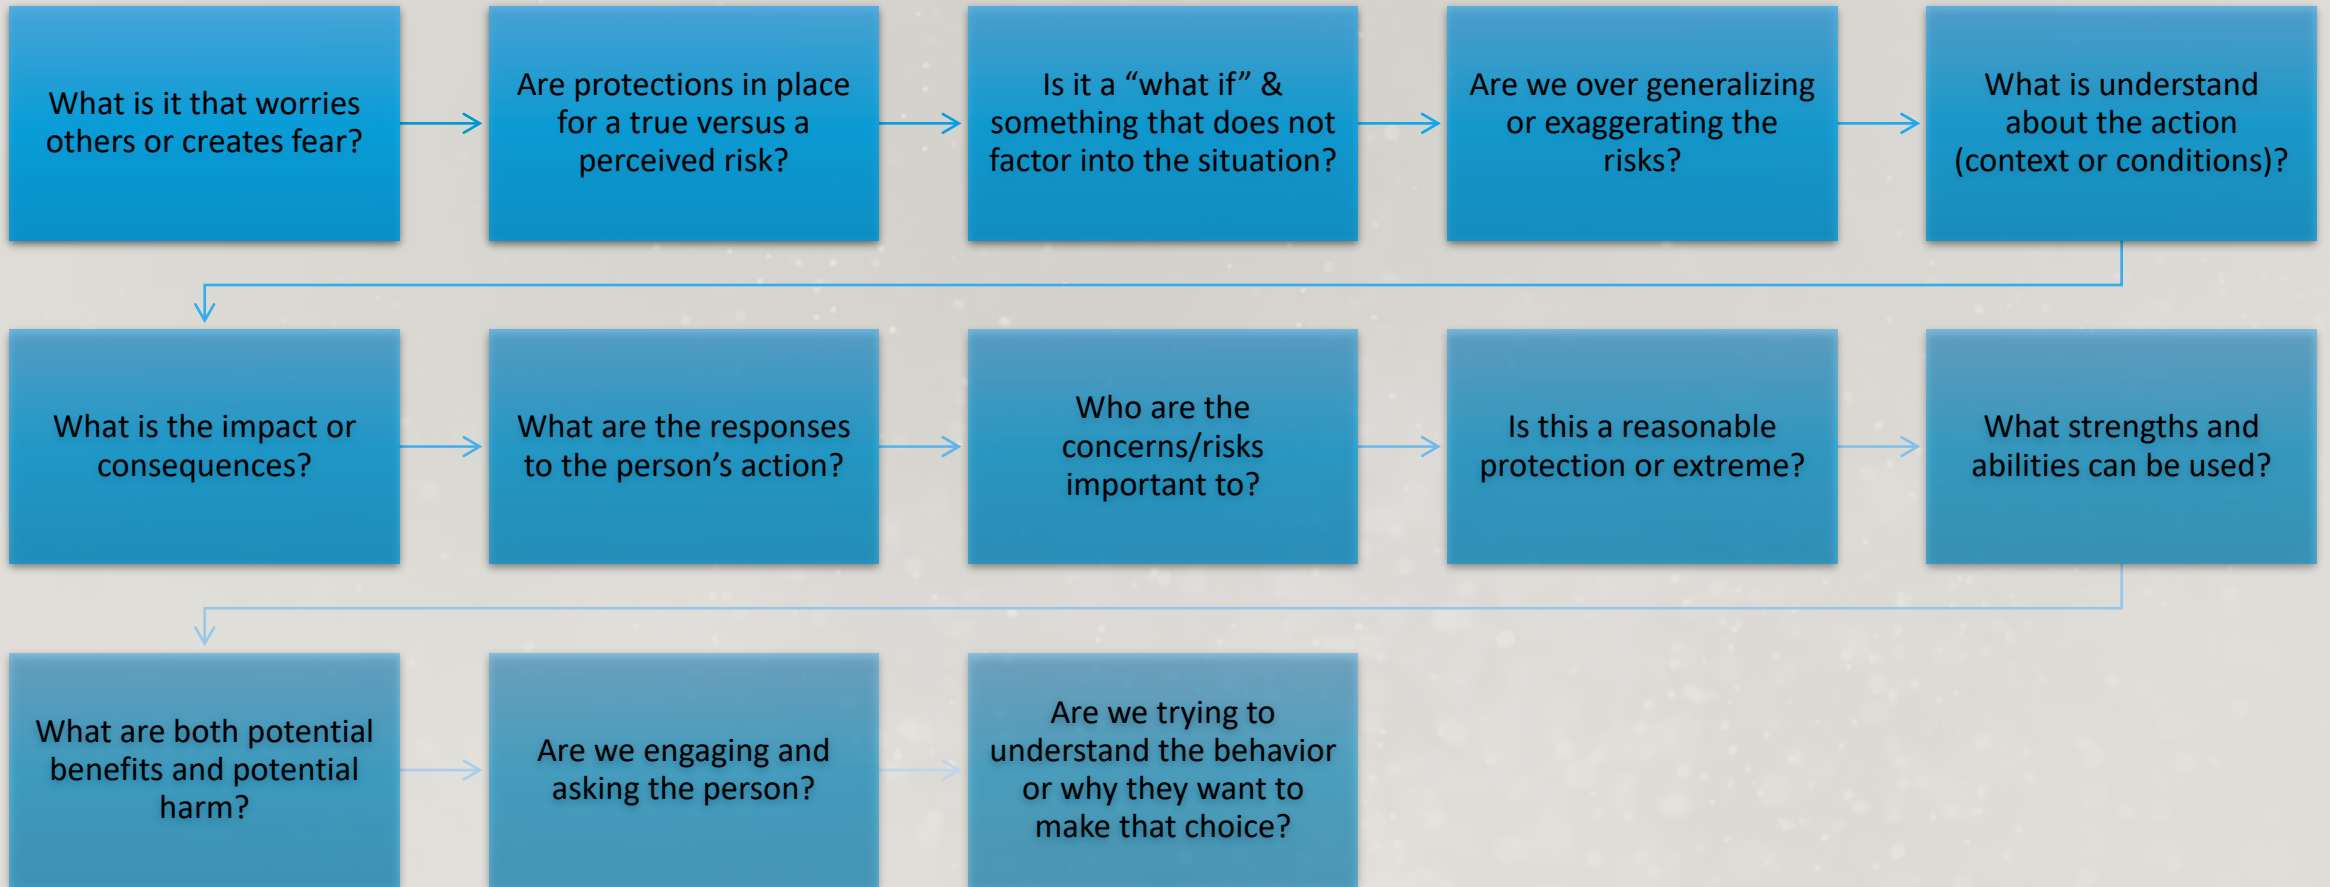 What is it that worries
others or creates fear?
Are protections in place
for a true versus a
perceived risk?
Is it a “what if” &
something that does not
factor into the situation?
Are we over generalizing
or exaggerating the
risks?
What is understand
about the action
(context or conditions)?
What is the impact or
consequences?
What are the responses
to the person’s action?
Who are the
concerns/risks
important to?
Is this a reasonable
protection or extreme?
What strengths and
abilities can be used?
What are both potential
benefits and potential
harm?
Are we engaging and
asking the person?
Are we trying to
understand the behavior
or why they want to
make that choice?